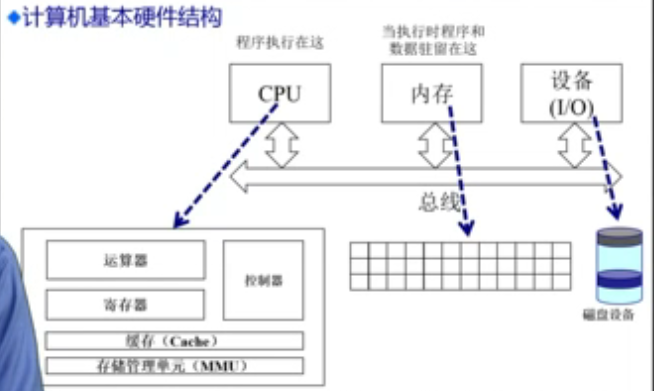 ◆计算机基本硬件结构
程序执行在这
当执行时程序和
数据驻留在这
CPU
内存
设备
(I/O)
总线
运算器
控制器
寄存器
缓存（Cache）
存储管理单元（MMU）
磁盘设备